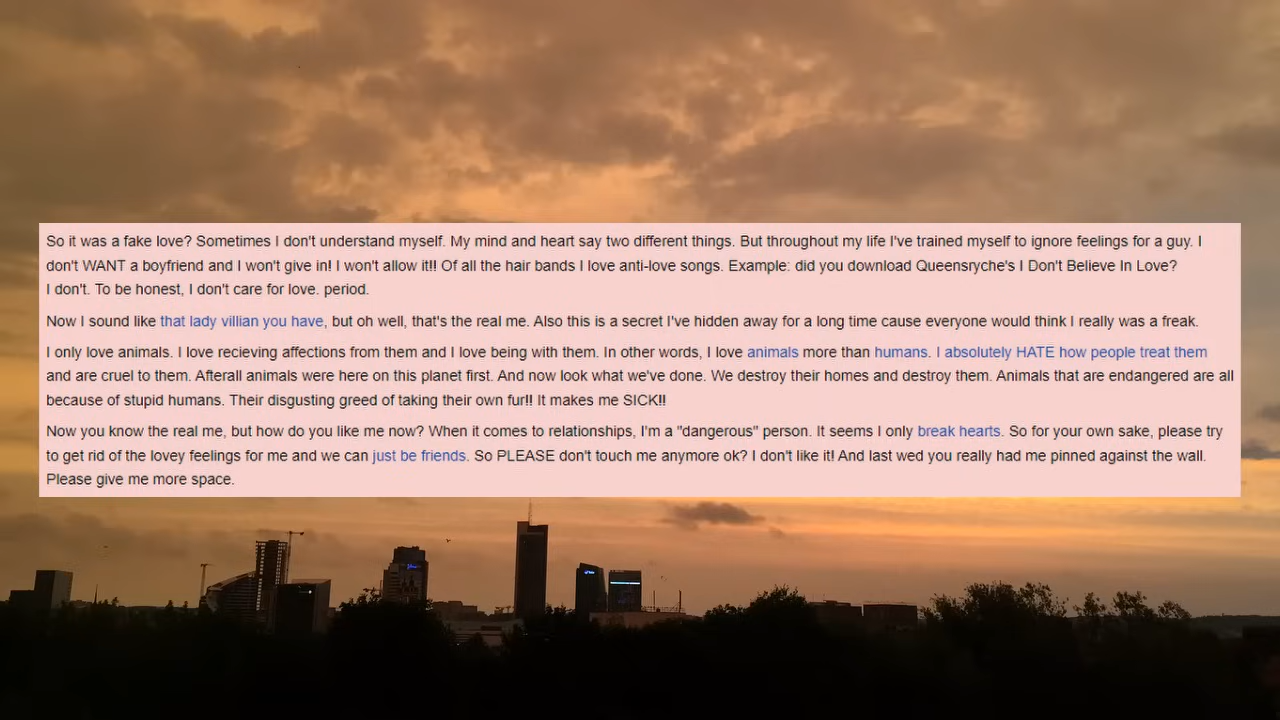 So it was a fake love? Sometimes I don't understand myself. My mind and heart say two different things. But throughout my life I've trained myself to ignore feelings for a guy. I
don't WANT a boyfriend and I won't give in! I won't allow it!! Of all the hair bands I love anti-love songs. Example: did you download Queensryche's I Don't Believe In Love?
I don't. To be honest, I don't care for love. period.
Now I sound like that lady villian you have, but oh well, that's the real me. Also this is a secret I've hidden away for a long time cause everyone would think I really was a freak.
I only love animals. I love recieving affections from them and I love being with them. In other words, I love animals more than humans. I absolutely HATE how people treat them
and are cruel to them. Afterall animals were here on this planet first. And now look what we've done. We destroy their homes and destroy them. Animals that are endangered are all
because of stupid humans. Their disgusting greed of taking their own fur!! It makes me SICK!!
Now you know the real me, but how do you like me now? When it comes to relationships, I'm a "dangerous" person. It seems I only break hearts. So for your own sake, please try
to get rid of the lovey feelings for me and we can just be friends. So PLEASE don't touch me anymore ok? I don't like it! And last wed you really had me pinned against the wall.
Please give me more space.